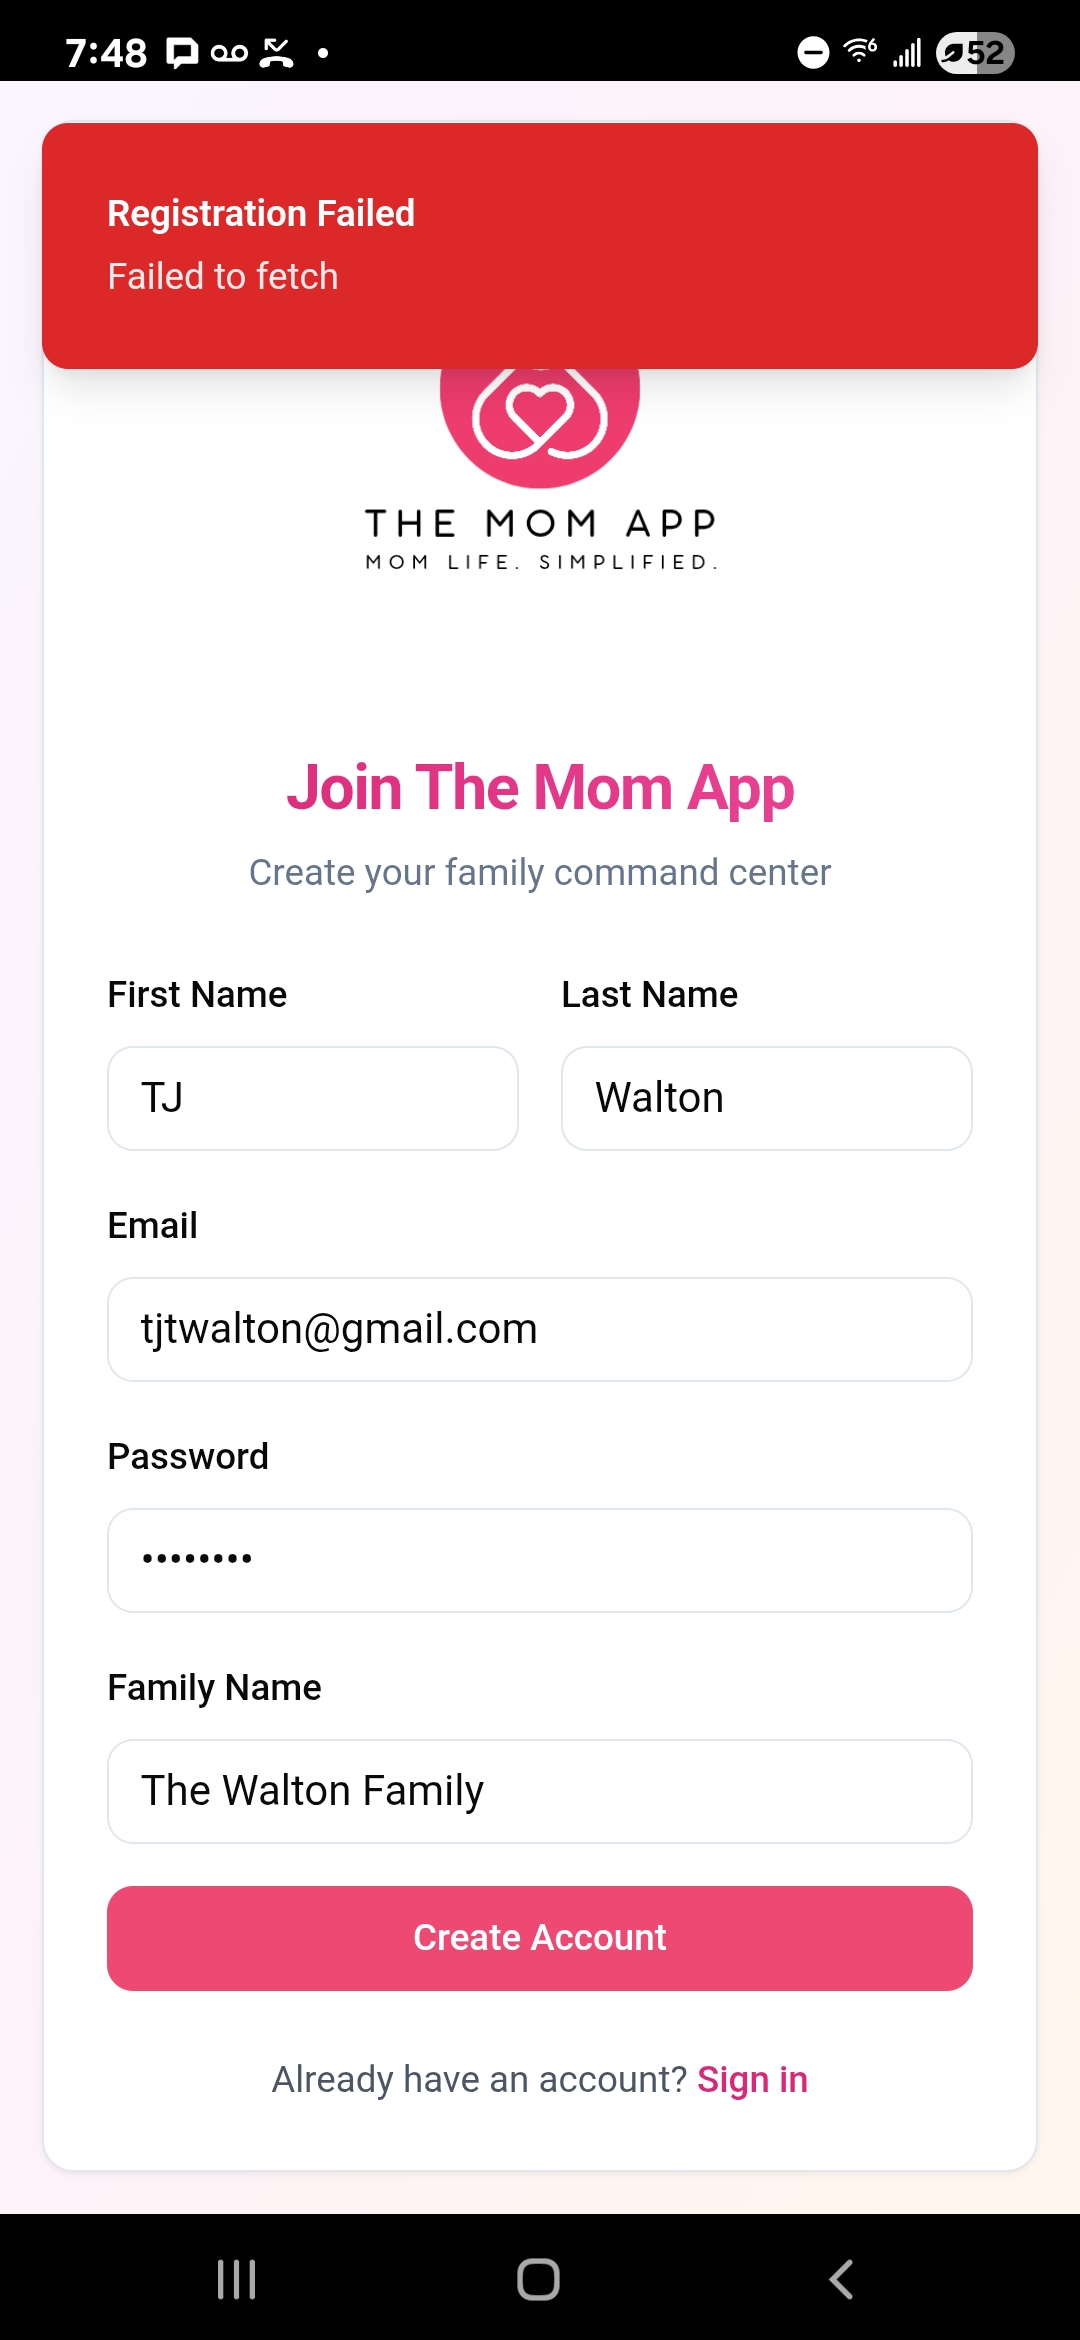 7:48
6
52
Registration Failed
Failed to fetch
THE MOM APP
MOM LIFE. SIMPLIFIED.
Join The Mom App
Create your family command center
First Name
Last Name
TJ
Walton
Email
tjtwalton@gmail.com
Password
••••••••
Family Name
The Walton Family
Create Account
Already have an account? Sign in